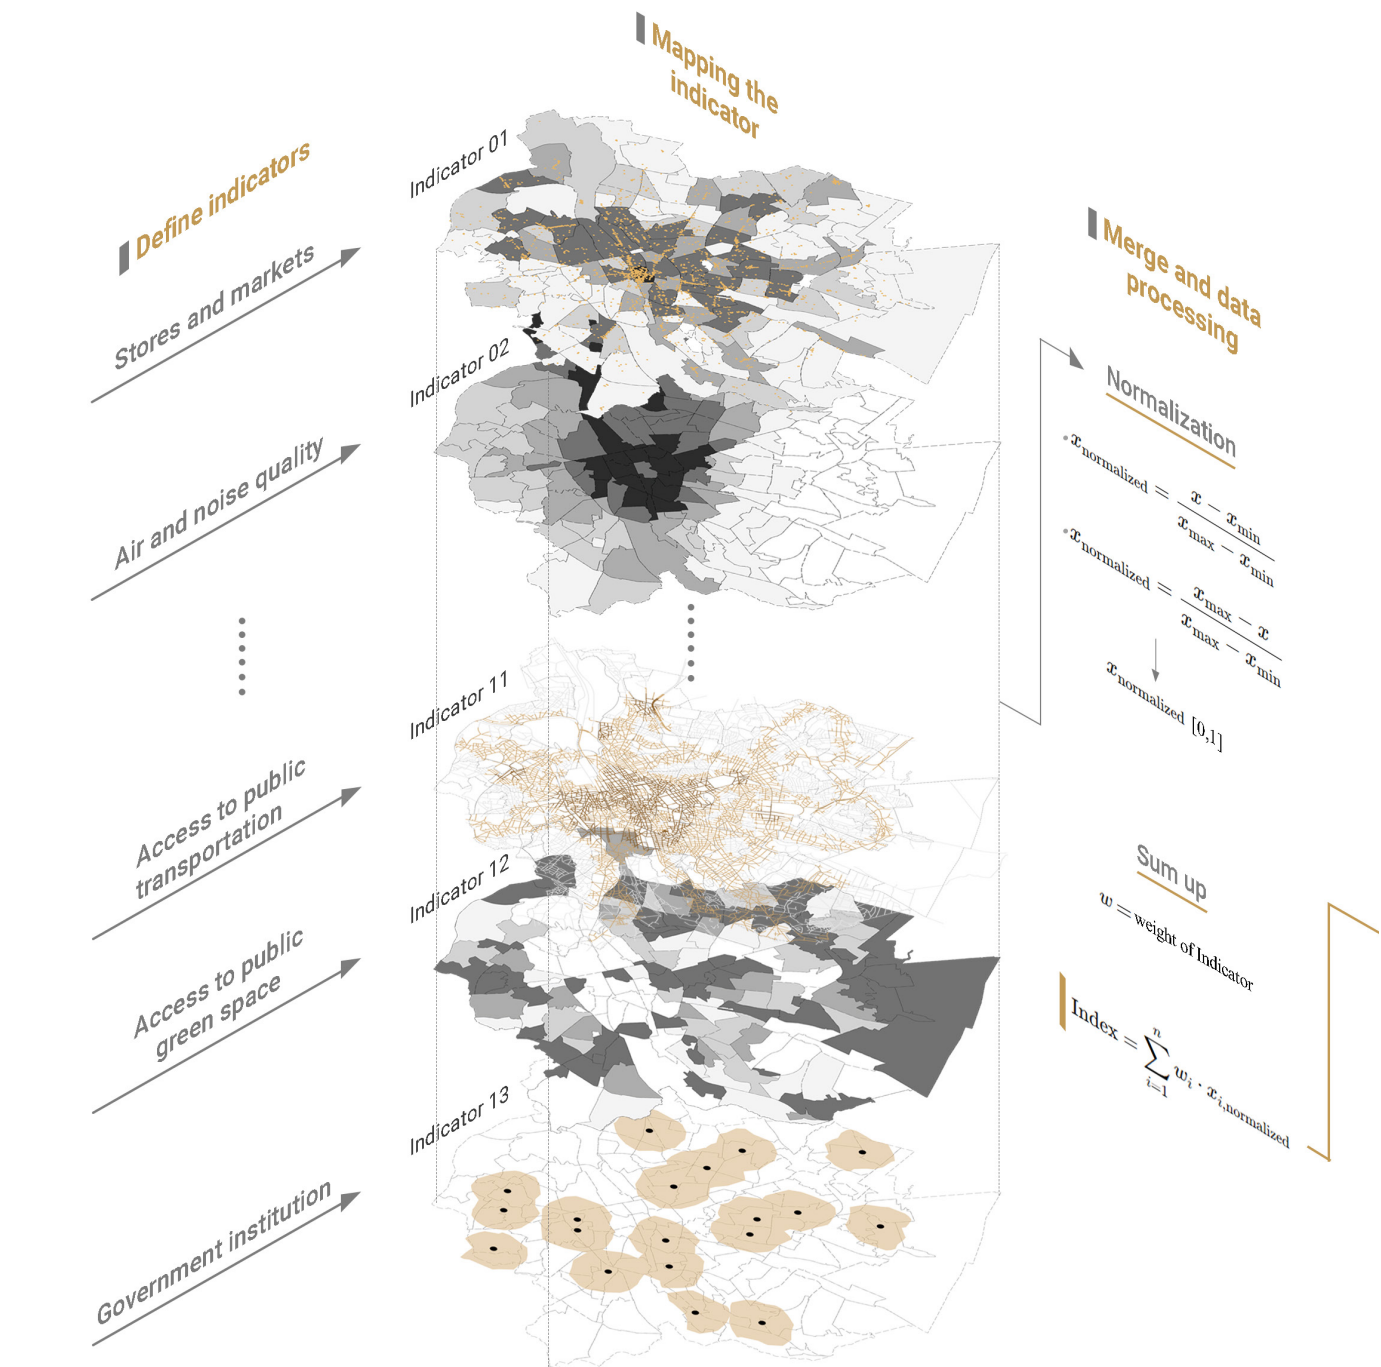 Define indicators
Stores and markets
Air and noise quality
Access to public
transportation
Access to public
green space
Government institution
Mapping the
indicator
Indicator 01
Indicator 02
Indicator 11
Indicator 12
Indicator 13
Merge and data
processing
Normalization
• x_normalized = (x − x_min) / (x_max − x_min)
• x_normalized = (x_max − x) / (x_max − x_min)
x_normalized [0,1]
Sum up
w = weight of Indicator
Index = ∑_{i=1}^{n} w_i · x_{i,normalized}